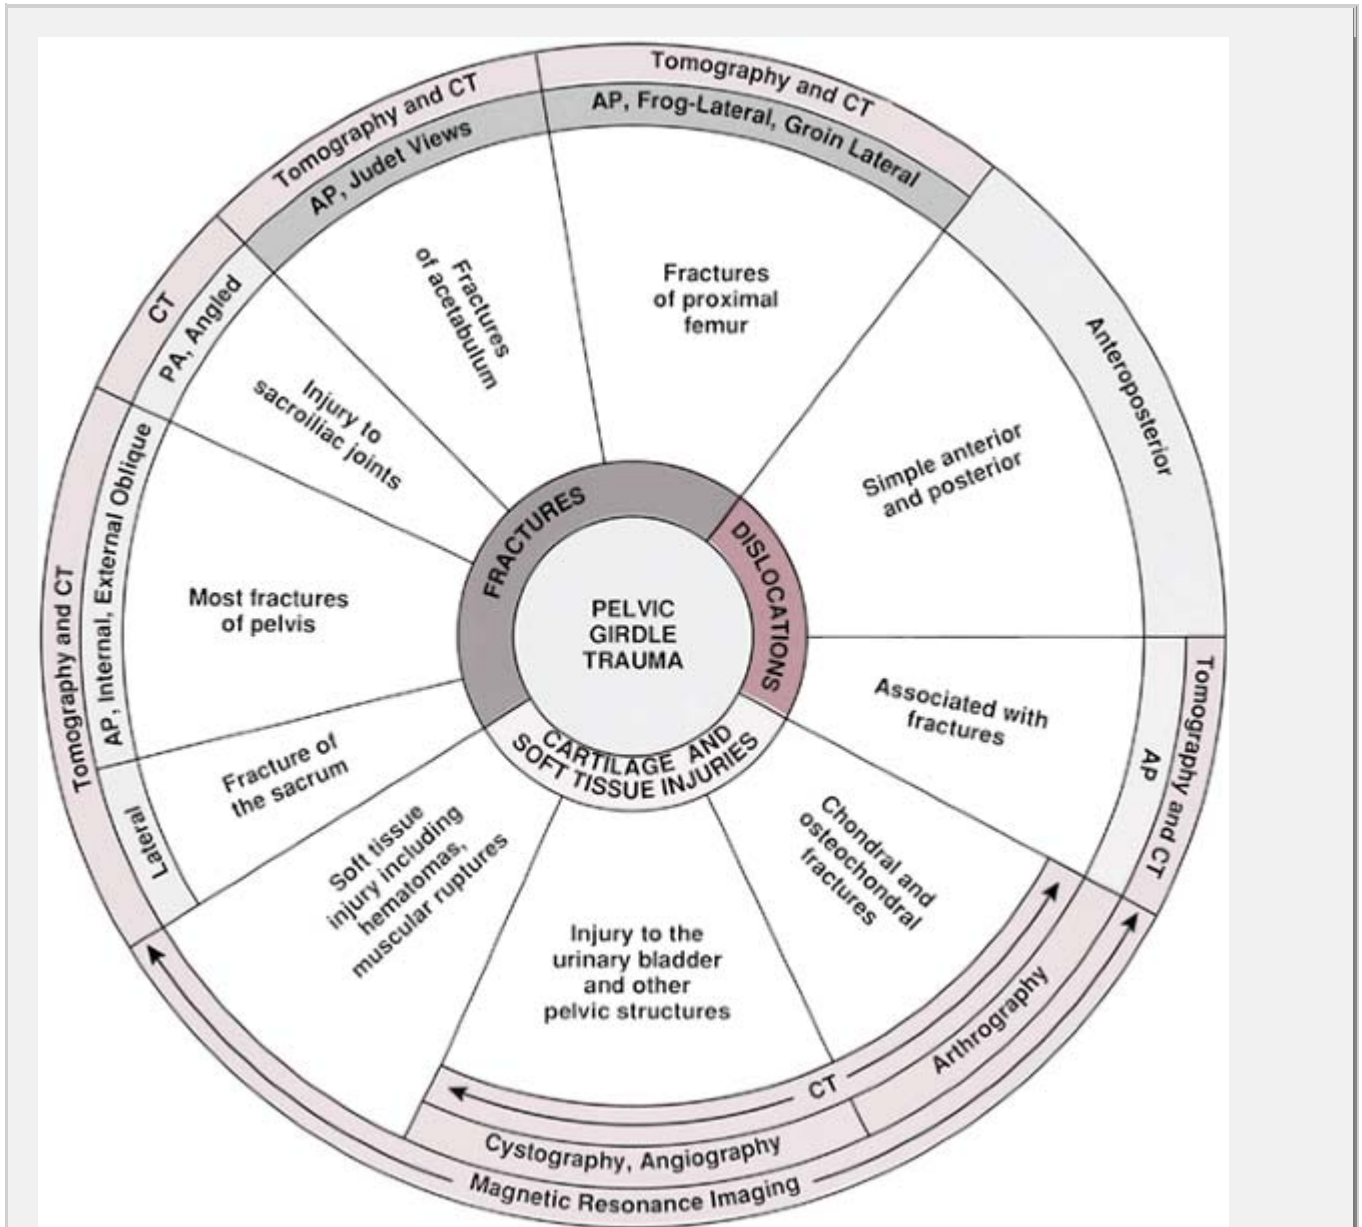 Tomography and CT
AP, Frog-Lateral, Groin Lateral
Tomography and CT
AP, Judet Views
CT
PA, Angled
Tomography and CT
AP, Internal, External Oblique
Lateral
Anteroposterior
Tomography and CT
AP
Fractures
of proximal
femur
Fractures
of acetabulum
Injury to
sacroiliac joints
Most fractures
of pelvis
Fracture of
the sacrum
Simple anterior
and posterior
Associated with
fractures
FRACTURES
DISLOCATIONS
PELVIC
GIRDLE
TRAUMA
CARTILAGE AND
SOFT TISSUE INJURIES
Soft tissue
injury including
hematomas,
muscular ruptures
Injury to the
urinary bladder
and other
pelvic structures
Chondral and
osteochondral
fractures
CT
Arthrography
Cystography, Angiography
Magnetic Resonance Imaging